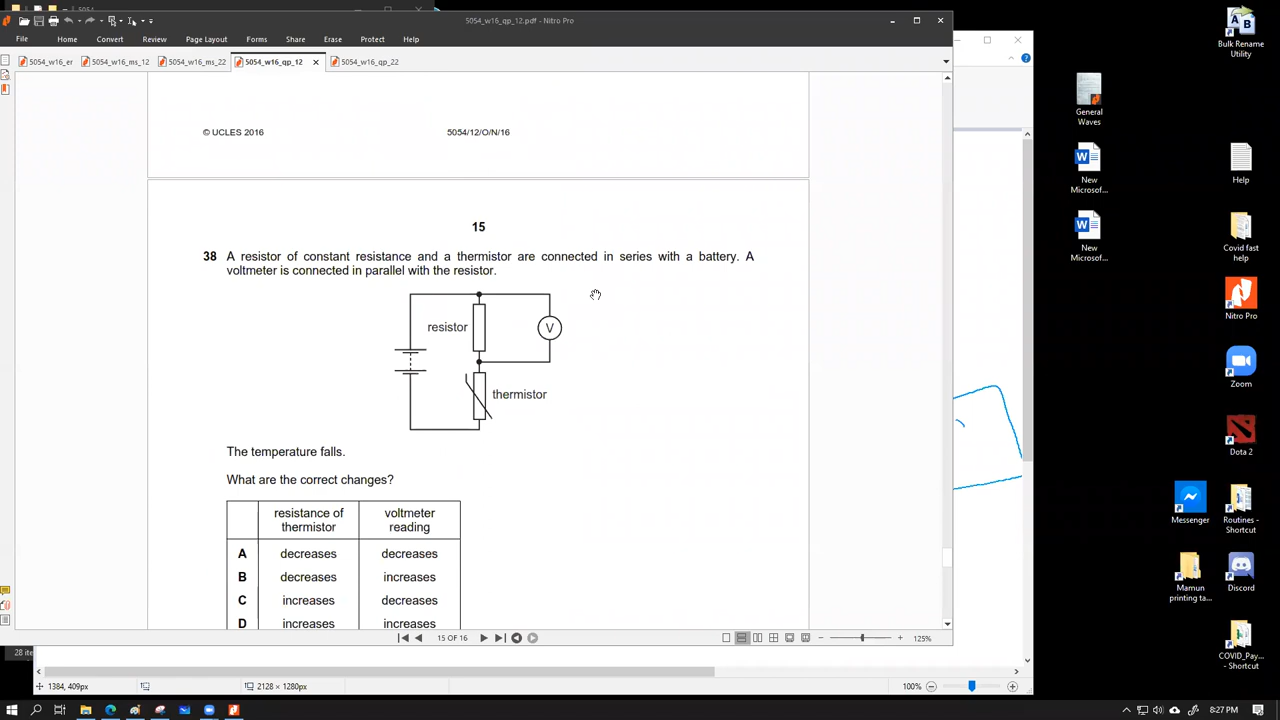 5054_w16_qp_12.pdf - Nitro Pro
File Home Convert Review Page Layout Forms Share Erase Protect Help
5054_w16_er 5054_w16_ms_12 5054_w16_ms_22 5054_w16_qp_12 5054_w16_qp_22
© UCLES 2016 5054/12/O/N/16
15
38 A resistor of constant resistance and a thermistor are connected in series with a battery. A
voltmeter is connected in parallel with the resistor.
resistor
V
thermistor
The temperature falls.
What are the correct changes?
resistance of voltmeter
thermistor reading
A decreases decreases
B decreases increases
C increases decreases
D increases increases
15 OF 16
125%
28 ite
1384, 409px
2128 × 1280px
100%
8:27 PM
General
Waves
New
Microsof...
New
Microsof...
Messenger
Mamun
printing ta...
Bulk Rename
Utility
Help
Covid fast
help
Nitro Pro
Zoom
Dota 2
Routines -
Shortcut
Discord
COVID_Pay...
- Shortcut